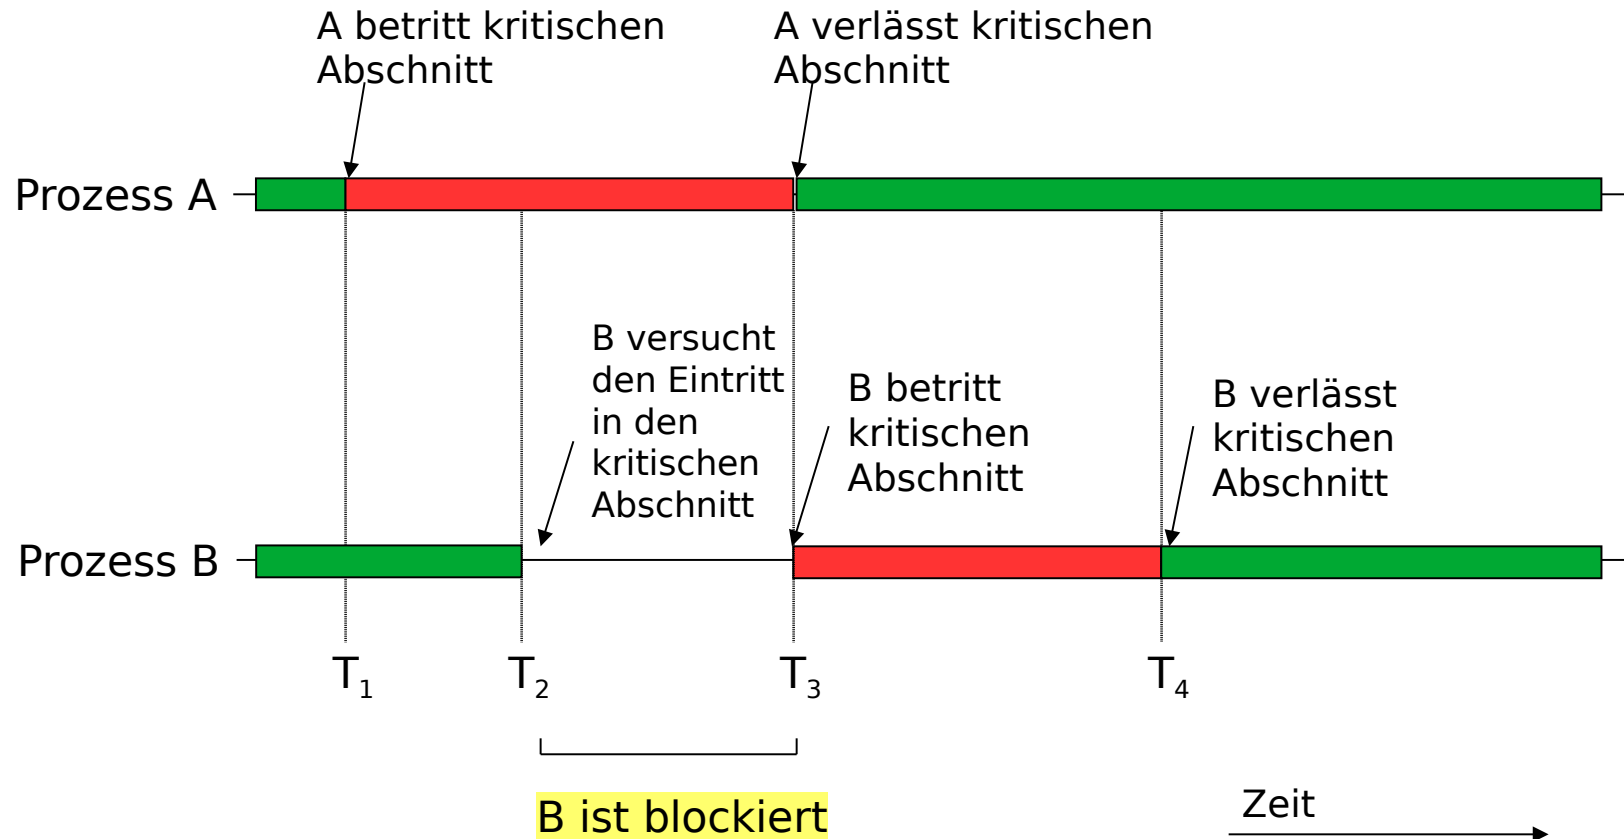 A betritt kritischen
Abschnitt
A verlässt kritischen
Abschnitt
Prozess A
B versucht
den Eintritt
in den
kritischen
Abschnitt
B betritt
kritischen
Abschnitt
B verlässt
kritischen
Abschnitt
Prozess B
T1
T2
T3
T4
B ist blockiert
Zeit